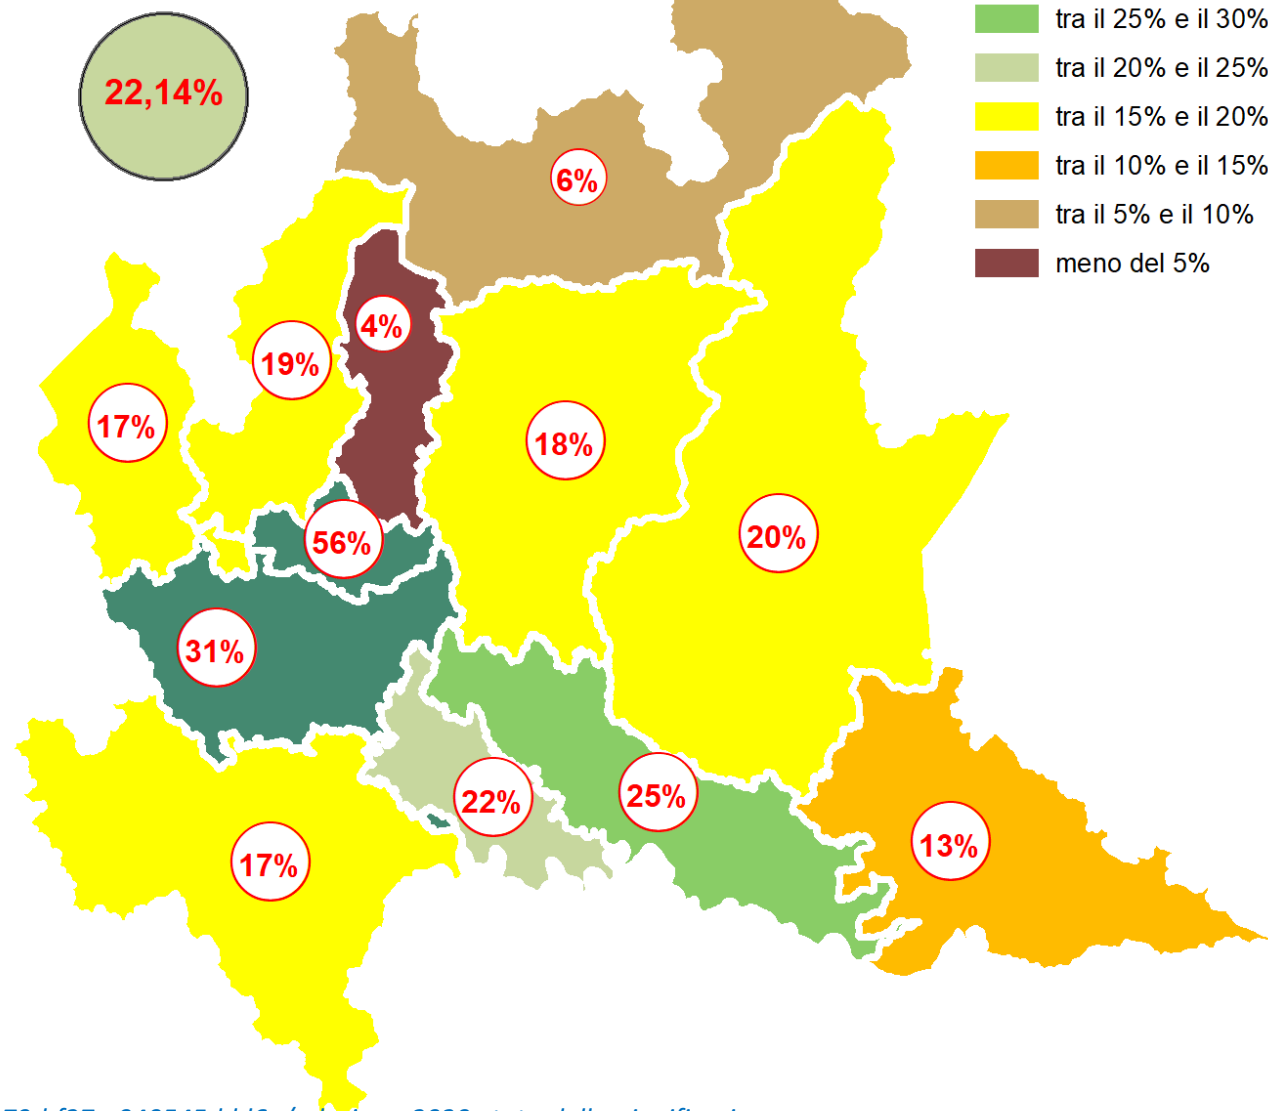 tra il 25% e il 30%
tra il 20% e il 25%
22,14%
tra il 15% e il 20%
tra il 10% e il 15%
6%
tra il 5% e il 10%
meno del 5%
4%
19%
17%
18%
20%
56%
31%
22%
25%
13%
17%